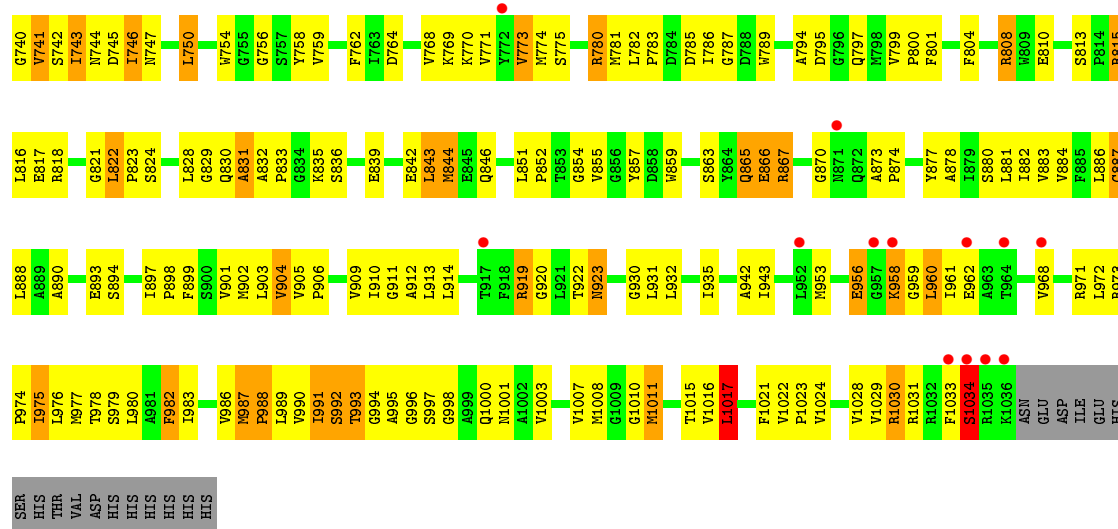 G740 V741 S742 I743 N744 D745 I746 N747 L750 W754 G755 G756 S757 Y758 V759 F762 I763 D764 V768 K769 K770 V771 Y772 V773 M774 S775 R780 M781 L782 P783 D784 D785 I786 G787 D788 W789 A794 D795 G796 Q797 M798 V799 P800 F801 F804 R808 W809 E810 S813 P814 R815
L816 E817 R818 G821 L822 P823 S824 L828 G829 Q830 A831 A832 P833 G834 K835 S836 E839 E842 L843 H844 E845 Q846 L851 P852 T853 G854 V855 G856 Y857 D858 W859 S863 Y864 Q865 E866 R867 G870 N871 Q872 A873 P874 Y877 A878 I879 S880 L881 I882 V883 V884 F885 L886 C887
L888 A889 A890 E893 S894 I897 P898 F899 S900 V901 M902 L903 V904 V905 P906 V909 I910 G911 A912 L913 L914 T917 F918 R919 G920 L921 T922 N923 G930 L931 L932 I935 A942 I943 L952 M953 E956 G957 K958 G959 L960 I961 E962 A963 T964 V968 R971 L972 R973
P974 I975 L976 M977 T978 S979 L980 A981 F982 I983 V986 M987 P988 L989 V990 I991 S992 T993 G994 A995 G996 S997 G998 A999 Q1000 N1001 A1002 V1003 V1007 M1008 G1009 G1010 M1011 T1015 V1016 L1017 F1021 V1022 P1023 V1024 V1028 V1029 R1030 R1031 R1032 F1033 S1034 R1035 K1036 ASN GLU ASP ILE GLU HIS
SER HIS THR VAL ASP HIS HIS HIS HIS HIS HIS